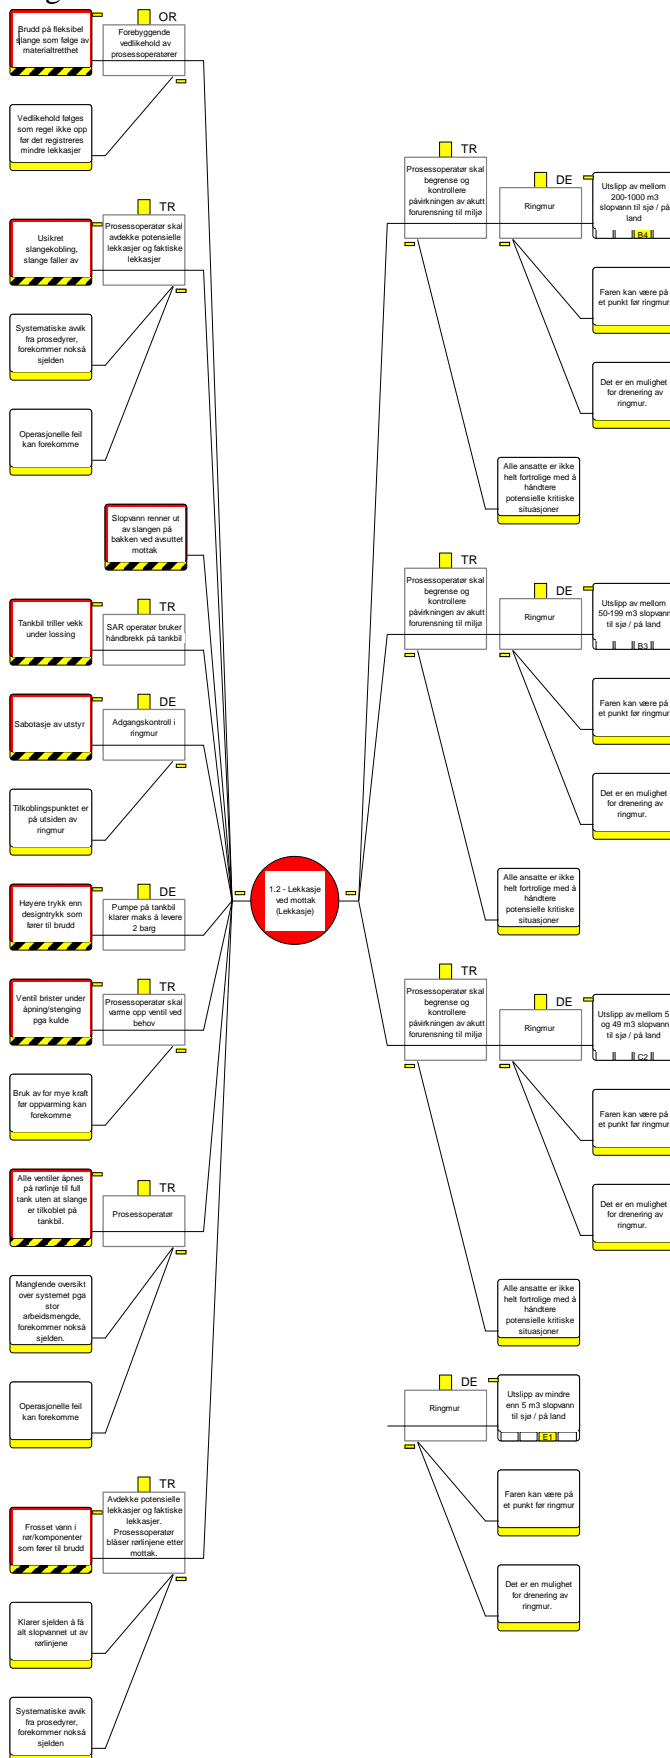 OR
Brudd på fleksibel
slange som følge av
materialtretthet
Forebyggende
vedlikehold av
prosessoperatører
Vedlikehold følges
som regel ikke opp
før det registreres
mindre lekkasjer
TR
Usikret
slangekobling,
slange faller av
Prosessoperatør skal
avdekke potensielle
lekkasjer og faktiske
lekkasjer
Systematiske avvik
fra prosedyrer,
forekommer nokså
sjelden
Operasjonelle feil
kan forekomme
Slopvann renner ut
av slangen på
bakken ved avsuttet
mottak
TR
Tankbil triller vekk
under lossing
SAR operatør bruker
håndbrekk på tankbil
DE
Sabotasje av utstyr
Adgangskontroll i
ringmur
Tilkoblingspunktet er
på utsiden av
ringmur
DE
Høyere trykk enn
designtrykk som
fører til brudd
Pumpe på tankbil
klarer maks å levere
2 barg
TR
Ventil brister under
åpning/stenging
pga kulde
Prosessoperatør skal
varme opp ventil ved
behov
Bruk av for mye kraft
før oppvarming kan
forekomme
TR
Alle ventiler åpnes
på rørlinje til full
tank uten at slange
er tilkoblet på
tankbil.
Prosessoperatør
Manglende oversikt
over systemet pga
stor
arbeidsmengde,
forekommer nokså
sjelden.
Operasjonelle feil
kan forekomme
TR
Frosset vann i
rør/komponenter
som fører til brudd
Avdekke potensielle
lekkasjer og faktiske
lekkasjer.
Prosessoperatør
blåser rørlinjene etter
mottak.
Klarer sjelden å få
alt slopvannet ut av
rørlinjene
Systematiske avvik
fra prosedyrer,
forekommer nokså
sjelden
1.2 - Lekkasje
ved mottak
(Lekkasje)
TR
Prosessoperatør skal
begrense og
kontrollere
påvirkningen av akutt
forurensning til miljø
DE
Ringmur
Utslipp av mellom
200-1000 m3
slopvann til sjø / på
land
B4
Faren kan være på
et punkt før ringmur
Det er en mulighet
for drenering av
ringmur.
Alle ansatte er ikke
helt fortrolige med å
håndtere
potensielle kritiske
situasjoner
TR
Prosessoperatør skal
begrense og
kontrollere
påvirkningen av akutt
forurensning til miljø
DE
Ringmur
Utslipp av mellom
50-199 m3 slopvann
til sjø / på land
B3
Faren kan være på
et punkt før ringmur
Det er en mulighet
for drenering av
ringmur.
Alle ansatte er ikke
helt fortrolige med å
håndtere
potensielle kritiske
situasjoner
TR
Prosessoperatør skal
begrense og
kontrollere
påvirkningen av akutt
forurensning til miljø
DE
Ringmur
Utslipp av mellom 5
og 49 m3 slopvann
til sjø / på land
C2
Faren kan være på
et punkt før ringmur
Det er en mulighet
for drenering av
ringmur.
Alle ansatte er ikke
helt fortrolige med å
håndtere
potensielle kritiske
situasjoner
DE
Ringmur
Utslipp av mindre
enn 5 m3 slopvann
til sjø / på land
E1
Faren kan være på
et punkt før ringmur
Det er en mulighet
for drenering av
ringmur.